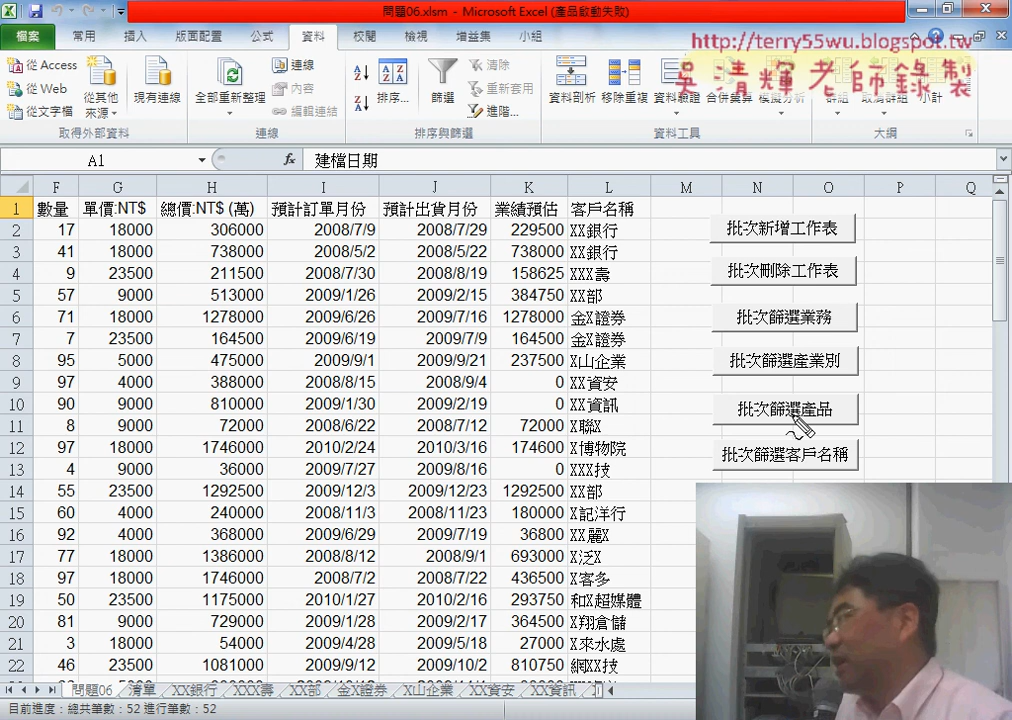 問題06.xlsm - Microsoft Excel (產品啟動失敗)
檔案 常用 插入 版面配置 公式 資料 校閱 檢視 增益集 小組
http://terry55wu.blogspot.tw
吳清輝老師錄製
從 Access
從 Web
從文字檔
從其他來源
現有連線
全部重新整理
連線
內容
編輯連結
排序...
篩選
清除
重新套用
進階...
資料剖析 移除重複 資料驗證 合併彙算 模擬分析
群組 取消群組 小計
取得外部資料 連線 排序與篩選 資料工具 大綱
A1 fx 建檔日期
F G H I J K L M N O P Q
1 數量 單價:NT$ 總價:NT$ (萬) 預計訂單月份 預計出貨月份 業績預估 客戶名稱
2 17 18000 306000 2008/7/9 2008/7/29 229500 XX銀行
3 41 18000 738000 2008/5/2 2008/5/22 738000 XX銀行
4 9 23500 211500 2008/7/30 2008/8/19 158625 XXX壽
5 57 9000 513000 2009/1/26 2009/2/15 384750 XX部
6 71 18000 1278000 2009/6/26 2009/7/16 1278000 金X證券
7 7 23500 164500 2009/6/19 2009/7/9 164500 金X證券
8 95 5000 475000 2009/9/1 2009/9/21 237500 X山企業
9 97 4000 388000 2008/8/15 2008/9/4 0 XX資安
10 90 9000 810000 2009/1/30 2009/2/19 0 XX資訊
11 8 9000 72000 2008/6/22 2008/7/12 72000 X聯X
12 97 18000 1746000 2010/2/24 2010/3/16 174600 X博物院
13 4 9000 36000 2009/7/27 2009/8/16 0 XXX技
14 55 23500 1292500 2009/12/3 2009/12/23 1292500 XX部
15 60 4000 240000 2008/11/3 2008/11/23 180000 X記洋行
16 92 4000 368000 2009/6/29 2009/7/19 36800 XX麗X
17 77 18000 1386000 2008/8/12 2008/9/1 693000 X泛X
18 97 18000 1746000 2008/7/2 2008/7/22 436500 X客多
19 50 23500 1175000 2010/1/27 2010/2/16 293750 和X超媒體
20 81 9000 729000 2009/1/28 2009/2/17 364500 X翔倉儲
21 3 18000 54000 2009/4/28 2009/5/18 27000 X來水處
22 46 23500 1081000 2009/9/12 2009/10/2 810750 網XX技
批次新增工作表
批次刪除工作表
批次篩選業務
批次篩選產業別
批次篩選產品
批次篩選客戶名稱
問題06 清單 XX銀行 XXX壽 XX部 金X證券 X山企業 XX資安 XX資訊
目前進度：總共筆數：52 進行筆數：52